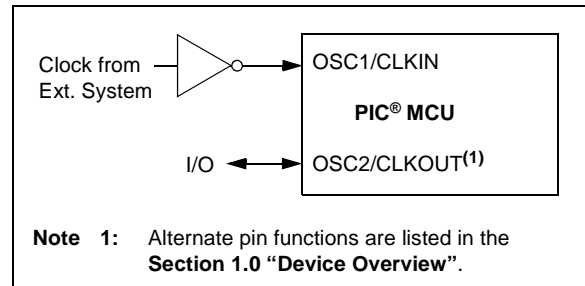 Clock from
Ext. System
OSC1/CLKIN
PIC® MCU
I/O
OSC2/CLKOUT(1)
Note 1: Alternate pin functions are listed in the
Section 1.0 “Device Overview”.